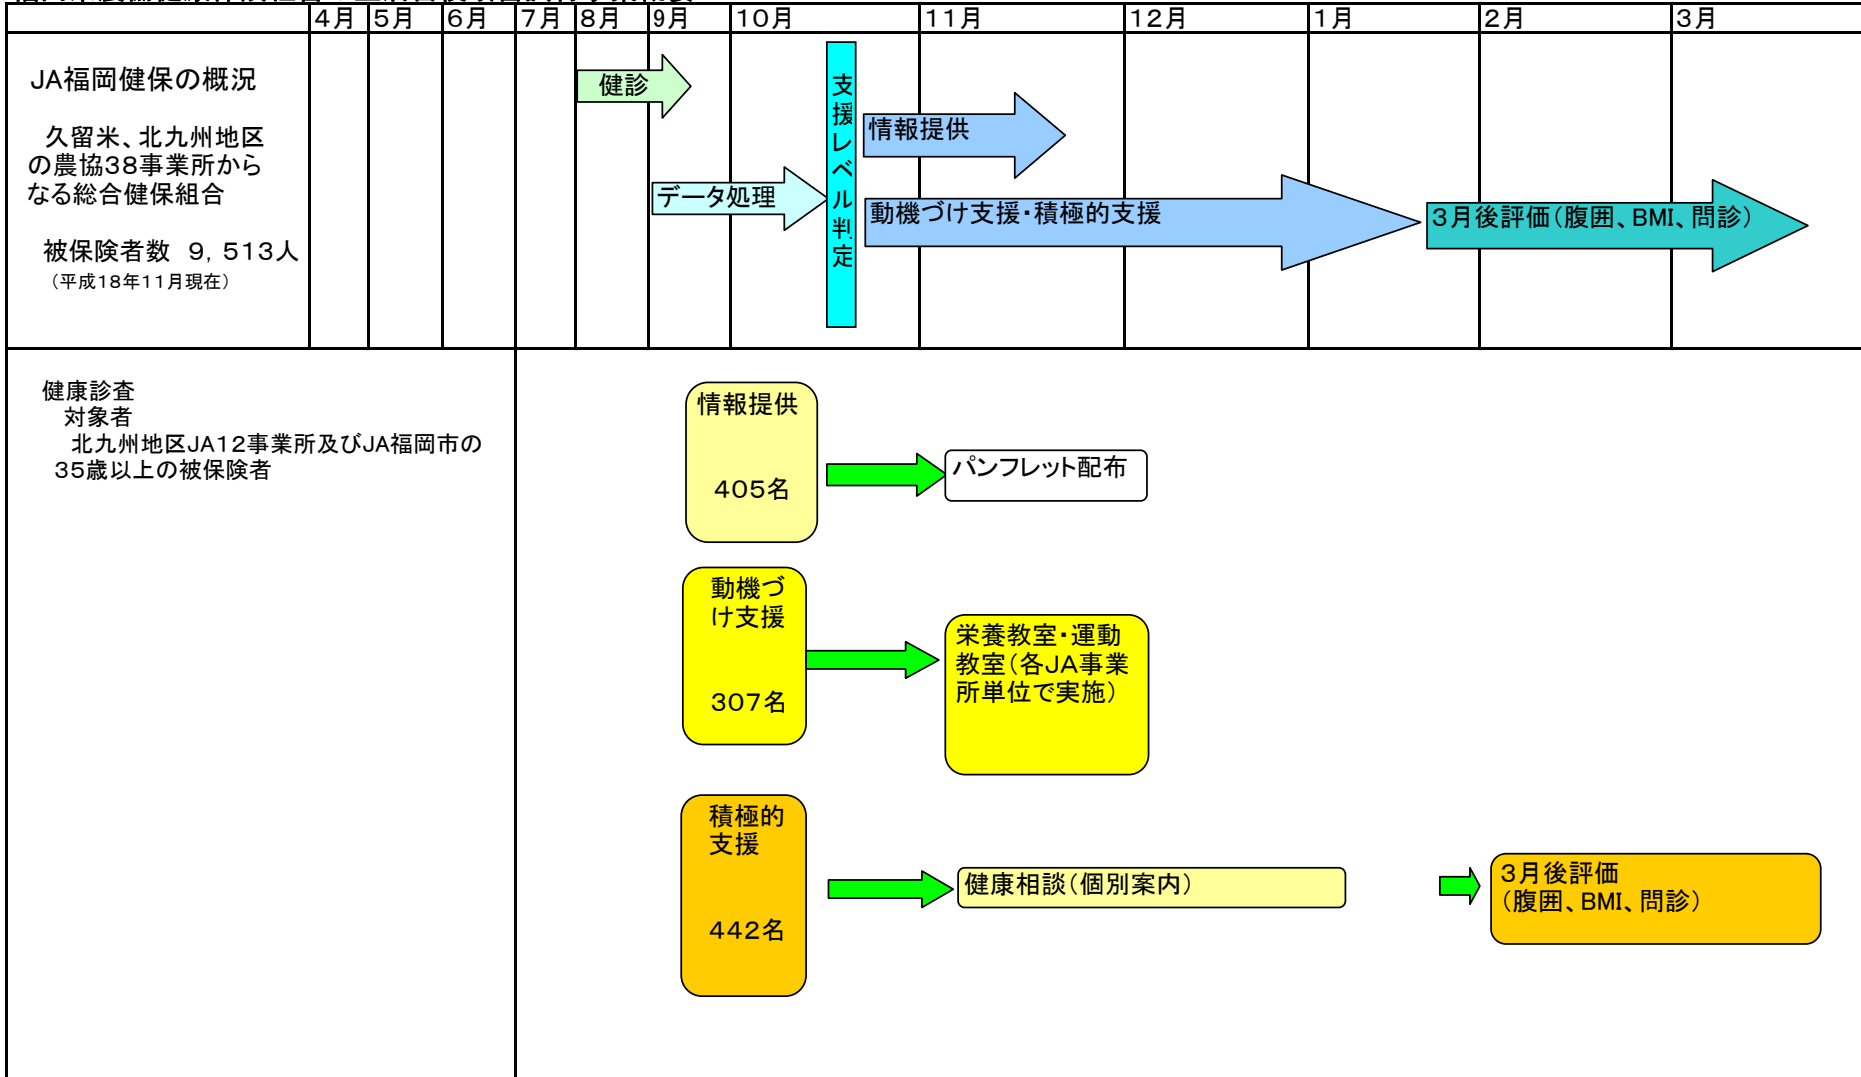 4月 5月 6月 7月 8月 9月 10月 11月 12月 1月 2月 3月
JA福岡健保の概況
久留米、北九州地区
の農協38事業所から
なる総合健保組合
被保険者数 9,513人
(平成18年11月現在)
健診
データ処理
支援レベル判定
情報提供
動機づけ支援・積極的支援
3月後評価(腹囲、BMI、問診)
健康診査
対象者
北九州地区JA12事業所及びJA福岡市の
35歳以上の被保険者
情報提供
405名
パンフレット配布
動機づ
け支援
307名
栄養教室・運動
教室(各JA事業
所単位で実施)
積極的
支援
442名
健康相談(個別案内)
3月後評価
(腹囲、BMI、問診)